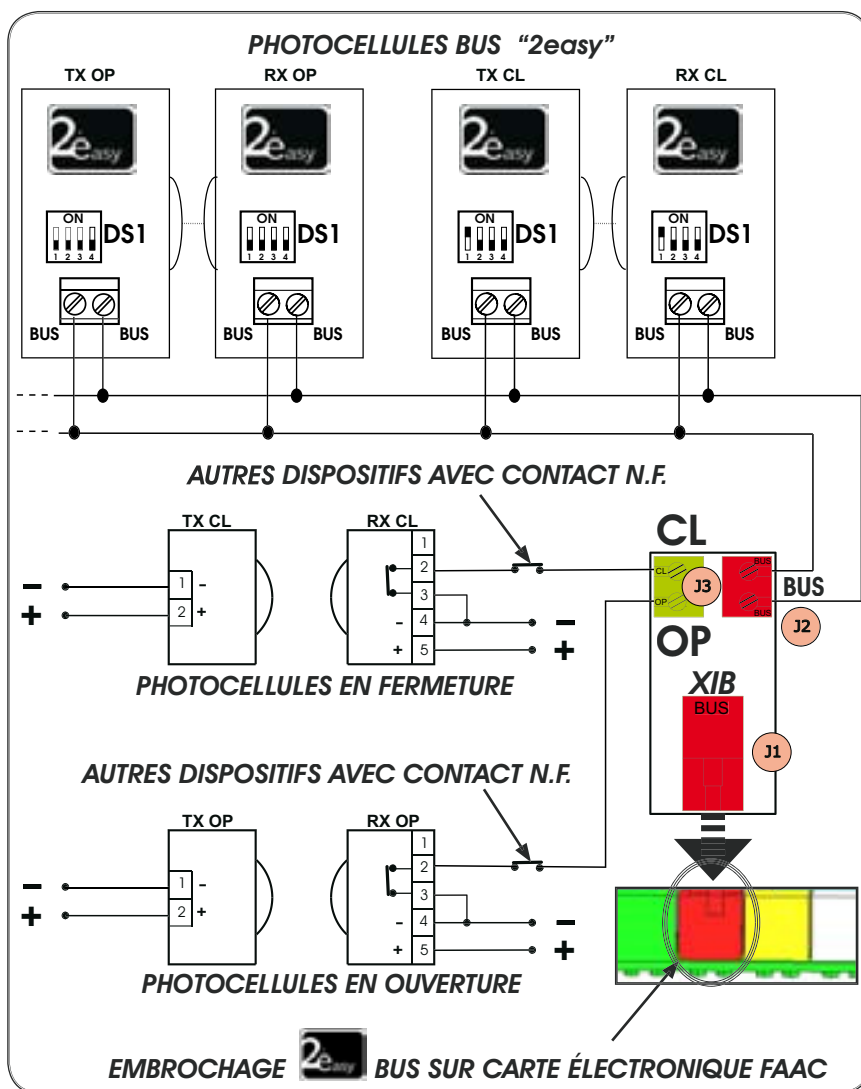 PHOTOCELLULES BUS “2easy”
TX OP RX OP TX CL RX CL
2easy 2easy 2easy 2easy
ON ON ON ON
DS1 DS1 DS1 DS1
1 2 3 4 1 2 3 4 1 2 3 4 1 2 3 4
BUS BUS BUS BUS BUS BUS BUS BUS
AUTRES DISPOSITIFS AVEC CONTACT N.F.
TX CL RX CL
CL
1
2
3
- 4 -
+ 5 +
- 1 -
+ 2 +
CL J3 BUS
BUS
OP BUS J2
OP
XIB
BUS
J1
PHOTOCELLULES EN FERMETURE
AUTRES DISPOSITIFS AVEC CONTACT N.F.
TX OP RX OP
1
2
3
- 4 -
+ 5 +
- 1 -
+ 2 +
PHOTOCELLULES EN OUVERTURE
EMBROCHAGE 2easy BUS SUR CARTE ÉLECTRONIQUE FAAC